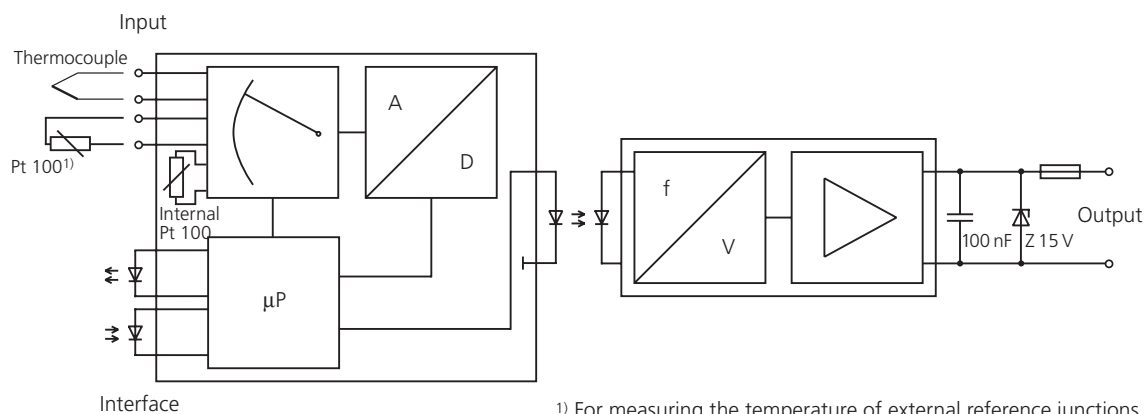 Input
Thermocouple
Pt 100¹⁾
Internal
Pt 100
A
D
f
V
100 nF
Z 15 V
Output
µP
Interface
¹⁾ For measuring the temperature of external reference junctions